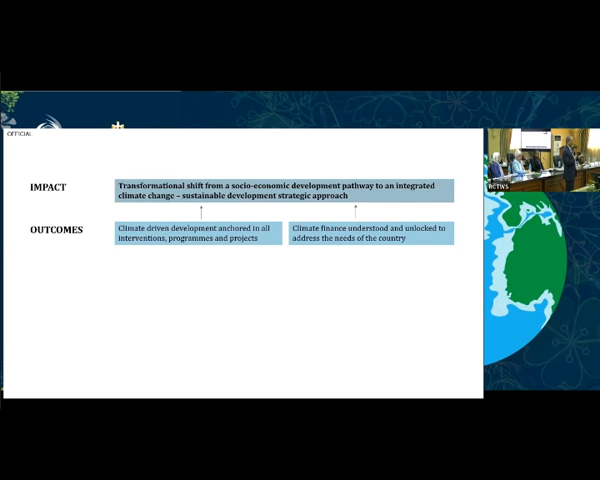 OFFICIAL
IMPACT
Transformational shift from a socio-economic development pathway to an integrated
climate change – sustainable development strategic approach
OUTCOMES
Climate driven development anchored in all
interventions, programmes and projects
Climate finance understood and unlocked to
address the needs of the country
RCTWS